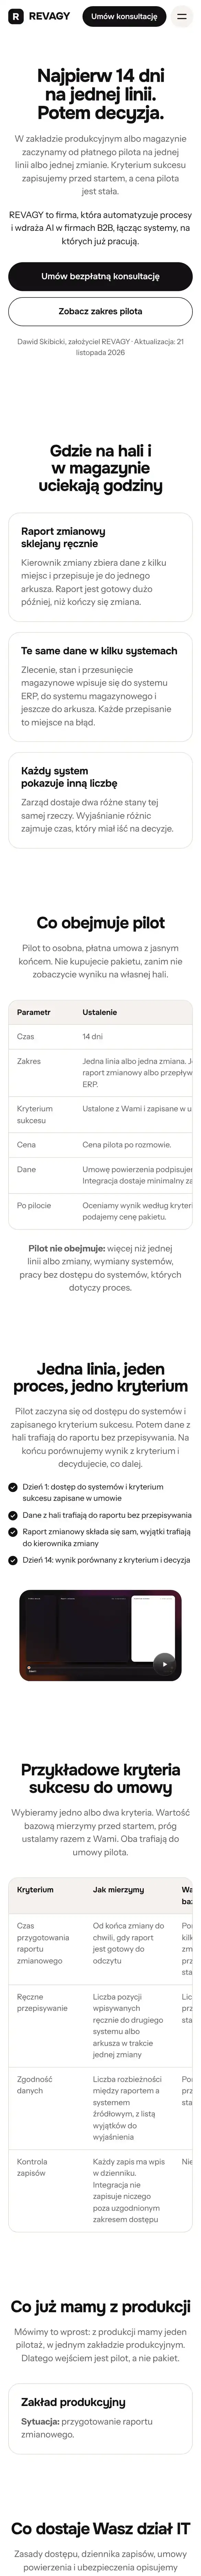 REVAGY
Umów konsultację
Najpierw 14 dni
na jednej linii.
Potem decyzja.
W zakładzie produkcyjnym albo magazynie
zaczynamy od płatnego pilota na jednej
linii albo jednej zmianie. Kryterium sukcesu
zapisujemy przed startem, a cena pilota
jest stała.
REVAGY to firma, która automatyzuje procesy
i wdraża AI w firmach B2B, łącząc systemy, na
których już pracują.
Umów bezpłatną konsultację
Zobacz zakres pilota
Dawid Skibicki, założyciel REVAGY · Aktualizacja: 21
listopada 2026
Gdzie na hali i
w magazynie
uciekają godziny
Raport zmianowy
sklejany ręcznie
Kierownik zmiany zbiera dane z kilku
miejsc i przepisuje je do jednego
arkusza. Raport jest gotowy dużo
później, niż kończy się zmiana.
Te same dane w kilku systemach
Zlecenie, stan i przesunięcie
magazynowe wpisuje się do systemu
ERP, do systemu magazynowego i
jeszcze do arkusza. Każde przepisanie
to miejsce na błąd.
Każdy system
pokazuje inną liczbę
Zarząd dostaje dwa różne stany tej
samej rzeczy. Wyjaśnianie różnic
zajmuje czas, który miał iść na decyzje.
Co obejmuje pilot
Pilot to osobna, płatna umowa z jasnym
końcem. Nie kupujecie pakietu, zanim nie
zobaczycie wyniku na własnej hali.
Parametr Ustalenie
Czas 14 dni
Zakres Jedna linia albo jedna zmiana.
raport zmianowy albo przepływ
ERP.
Kryterium
sukcesu
Ustalone z Wami i zapisane w
Cena Cena pilota po rozmowie.
Dane Umowę powierzenia
Integracja dostaje minimalny
Po pilocie Oceniamy wynik według
podajemy cenę pakietu.
Pilot nie obejmuje: więcej niż jednej
linii albo zmiany, wymiany systemów,
pracy bez dostępu do systemów, których
dotyczy proces.
Jedna linia, jeden
proces, jedno kryterium
Pilot zaczyna się od dostępu do systemów i
zapisanego kryterium sukcesu. Potem dane z
hali trafiają do raportu bez przepisywania. Na
końcu porównujemy wynik z kryterium i
decydujecie, co dalej.
Dzień 1: dostęp do systemów i kryterium
sukcesu zapisane w umowie
Dane z hali trafiają do raportu bez przepisywania
Raport zmianowy składa się sam, wyjątki trafiają
do kierownika zmiany
Dzień 14: wynik porównany z kryterium i decyzja
Przykładowe kryteria
sukcesu do umowy
Wybieramy jedno albo dwa kryteria. Wartość
bazową mierzymy przed startem, próg
ustalamy razem z Wami. Oba trafiają do
umowy pilota.
Kryterium Jak mierzymy
Czas
przygotowania
raportu
zmianowego
Od końca zmiany do
chwili, gdy raport
jest gotowy do
odczytu
Ręczne
przepisywanie
Liczba pozycji
wpisywanych
ręcznie do drugiego
systemu albo
arkusza w trakcie
jednej zmiany
Zgodność
danych
Liczba rozbieżności
między raportem a
systemem
źródłowym, z listą
wyjątków do
wyjaśnienia
Kontrola
zapisów
Każdy zapis ma wpis
w dzienniku.
Integracja nie
zapisuje niczego
poza uzgodnionym
zakresem dostępu
Co już mamy z produkcji
Mówimy to wprost: z produkcji mamy jeden
pilotaż, w jednym zakładzie produkcyjnym.
Dlatego wejściem jest pilot, a nie pakiet.
Zakład produkcyjny
Sytuacja: przygotowanie raportu
zmianowego.
Co dostaje Wasz dział IT
Zasady dostępu, dziennika zapisów, umowy
powierzenia i ubezpieczenia opisujemy